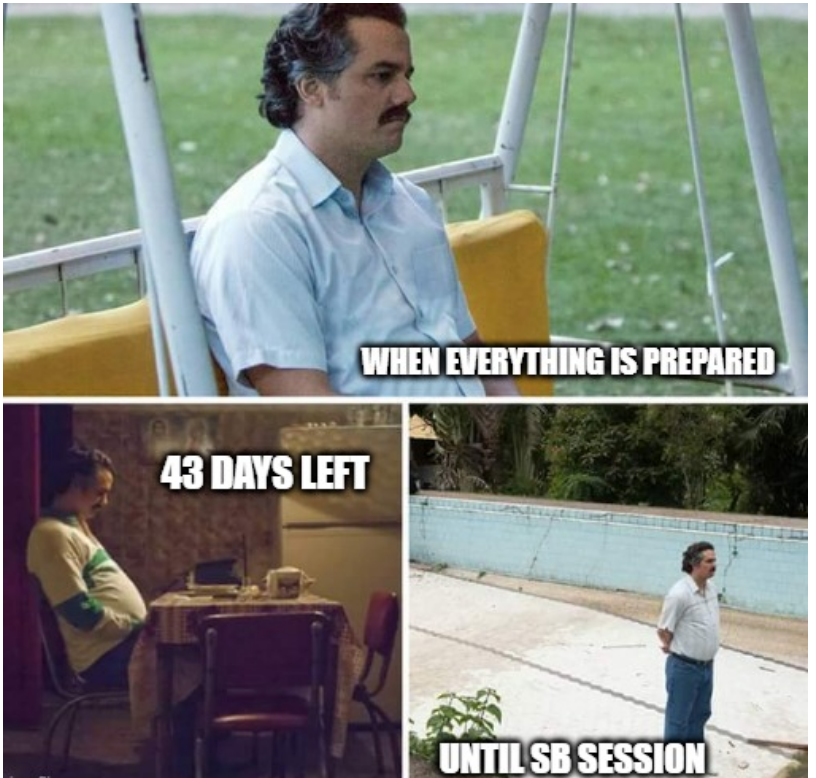 WHEN EVERYTHING IS PREPARED
43 DAYS LEFT
UNTIL SB SESSION